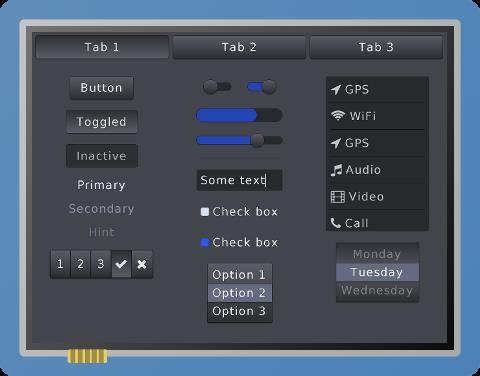 Tab 1
Tab 2
Tab 3
Button
Toggled
Inactive
Primary
Secondary
Hint
1 2 3
Some text
Check box
Check box
Option 1
Option 2
Option 3
GPS
WiFi
GPS
Audio
Video
Call
Monday
Tuesday
Wednesday